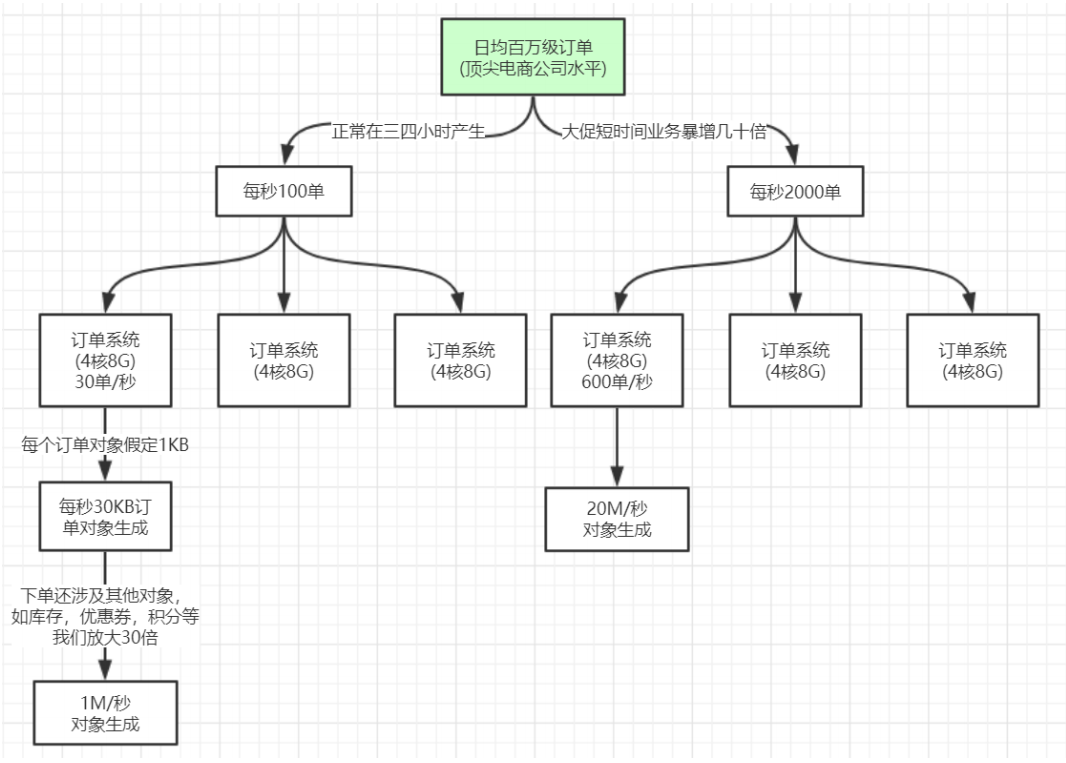 日均百万级订单
(顶尖电商公司水平)
正常在三四小时产生
大促短时间业务暴增几十倍
每秒100单
每秒2000单
订单系统
(4核8G)
30单/秒
订单系统
(4核8G)
订单系统
(4核8G)
订单系统
(4核8G)
600单/秒
订单系统
(4核8G)
订单系统
(4核8G)
每个订单对象假定1KB
每秒30KB订
单对象生成
20M/秒
对象生成
下单还涉及其他对象，
如库存，优惠券，积分等
我们放大30倍
1M/秒
对象生成